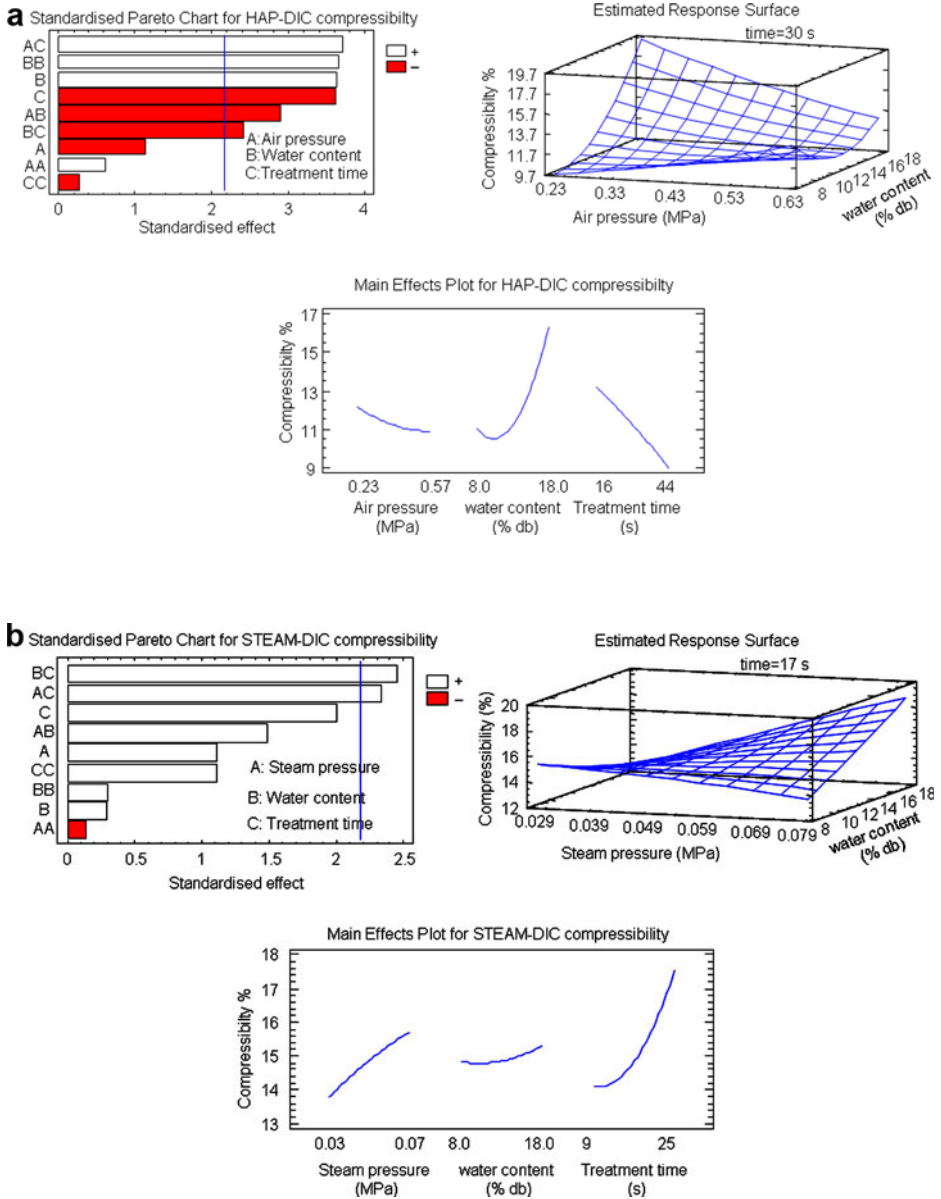 a
Standardised Pareto Chart for HAP-DIC compressibilty
AC
BB
B
C
AB
BC
A
AA
CC
+
−
A: Air pressure
B: Water content
C: Treatment time
0 1 2 3 4
Standardised effect
Estimated Response Surface
time=30 s
Compressibility %
19.7
17.7
15.7
13.7
11.7
9.7
0.23 0.33 0.43 0.53 0.63
Air pressure (MPa)
8 10 12 14 16 18
water content
(% db)
Main Effects Plot for HAP-DIC compressibilty
Compressibilty %
17
15
13
11
9
0.23 0.57 8.0 18.0 16 44
Air pressure water content Treatment time
(MPa) (% db) (s)
b
Standardised Pareto Chart for STEAM-DIC compressibility
BC
AC
C
AB
A
CC
BB
B
AA
+
−
A: Steam pressure
B: Water content
C: Treatment time
0 0.5 1 1.5 2 2.5
Standardised effect
Estimated Response Surface
time=17 s
Compressibility (%)
20
18
16
14
12
0.029 0.039 0.049 0.059 0.069 0.079
Steam pressure (MPa)
8 10 12 14 16 18
water content
(% db)
Main Effects Plot for STEAM-DIC compressibility
Compressibilty %
18
17
16
15
14
13
0.03 0.07 8.0 18.0 9 25
Steam pressure water content Treatment time
(MPa) (% db) (s)